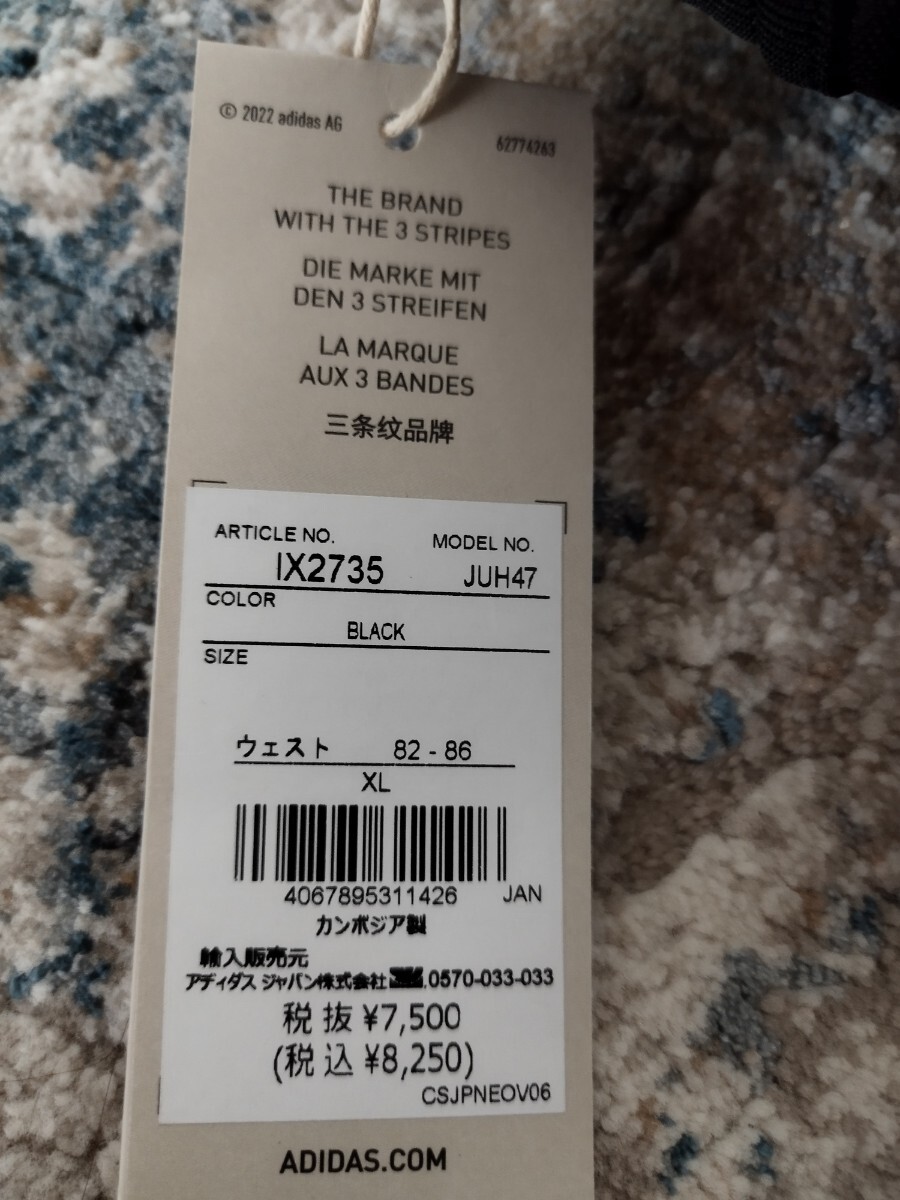 © 2022 adidas AG
62774263
THE BRAND
WITH THE 3 STRIPES
DIE MARKE MIT
DEN 3 STREIFEN
LA MARQUE
AUX 3 BANDES
三条纹品牌
ARTICLE NO.
MODEL NO.
IX2735
JUH47
COLOR
BLACK
SIZE
ウェスト 82 - 86
XL
4067895311426 JAN
カンボジア製
輸入販売元
アディダス ジャパン株式会社 .0570-033-033
税抜 ¥7,500
(税込 ¥8,250)
CSJPNEOV06
ADIDAS.COM